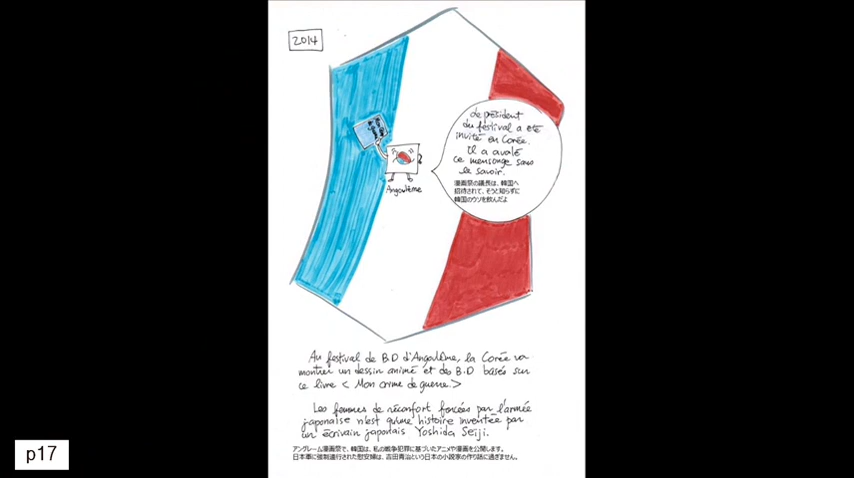 2014
Le président
du festival a été
invité en Corée.
Il a avalé
ce mensonge sans
le savoir.
漫画祭の議長は、韓国へ
招待されて、そうと知らずに
韓国のウソを飲んだよ
Angoulême
Au festival de B.D d'Angoulême, la Corée va
montrer un dessin animé et des B.D basés sur
ce livre < Mon crime de guerre. >
Les femmes de réconfort forcées par l'armée
japonaise n'est qu'une histoire inventée par
un écrivain japonais Yoshida Seiji.
アングレーム漫画祭で、韓国は、私の戦争犯罪に基づいたアニメや漫画を公開します。
日本軍に強制連行された慰安婦は、吉田青治という日本の小説家の作り話に過ぎません。
p17